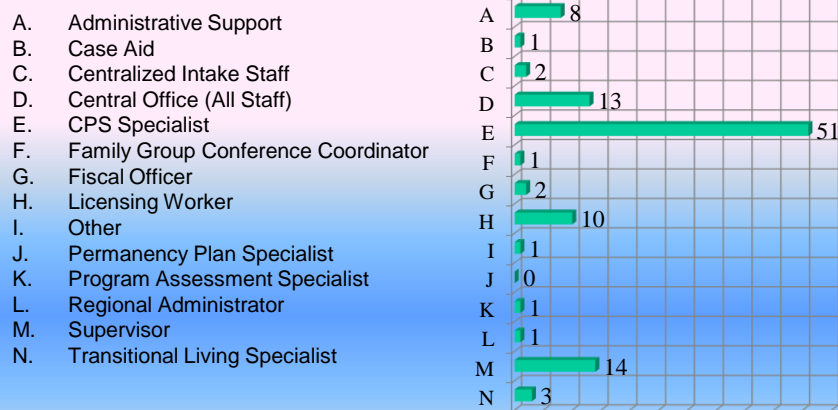 A. Administrative Support
B. Case Aid
C. Centralized Intake Staff
D. Central Office (All Staff)
E. CPS Specialist
F. Family Group Conference Coordinator
G. Fiscal Officer
H. Licensing Worker
I. Other
J. Permanency Plan Specialist
K. Program Assessment Specialist
L. Regional Administrator
M. Supervisor
N. Transitional Living Specialist
A 8
B 1
C 2
D 13
E 51
F 1
G 2
H 10
I 1
J 0
K 1
L 1
M 14
N 3